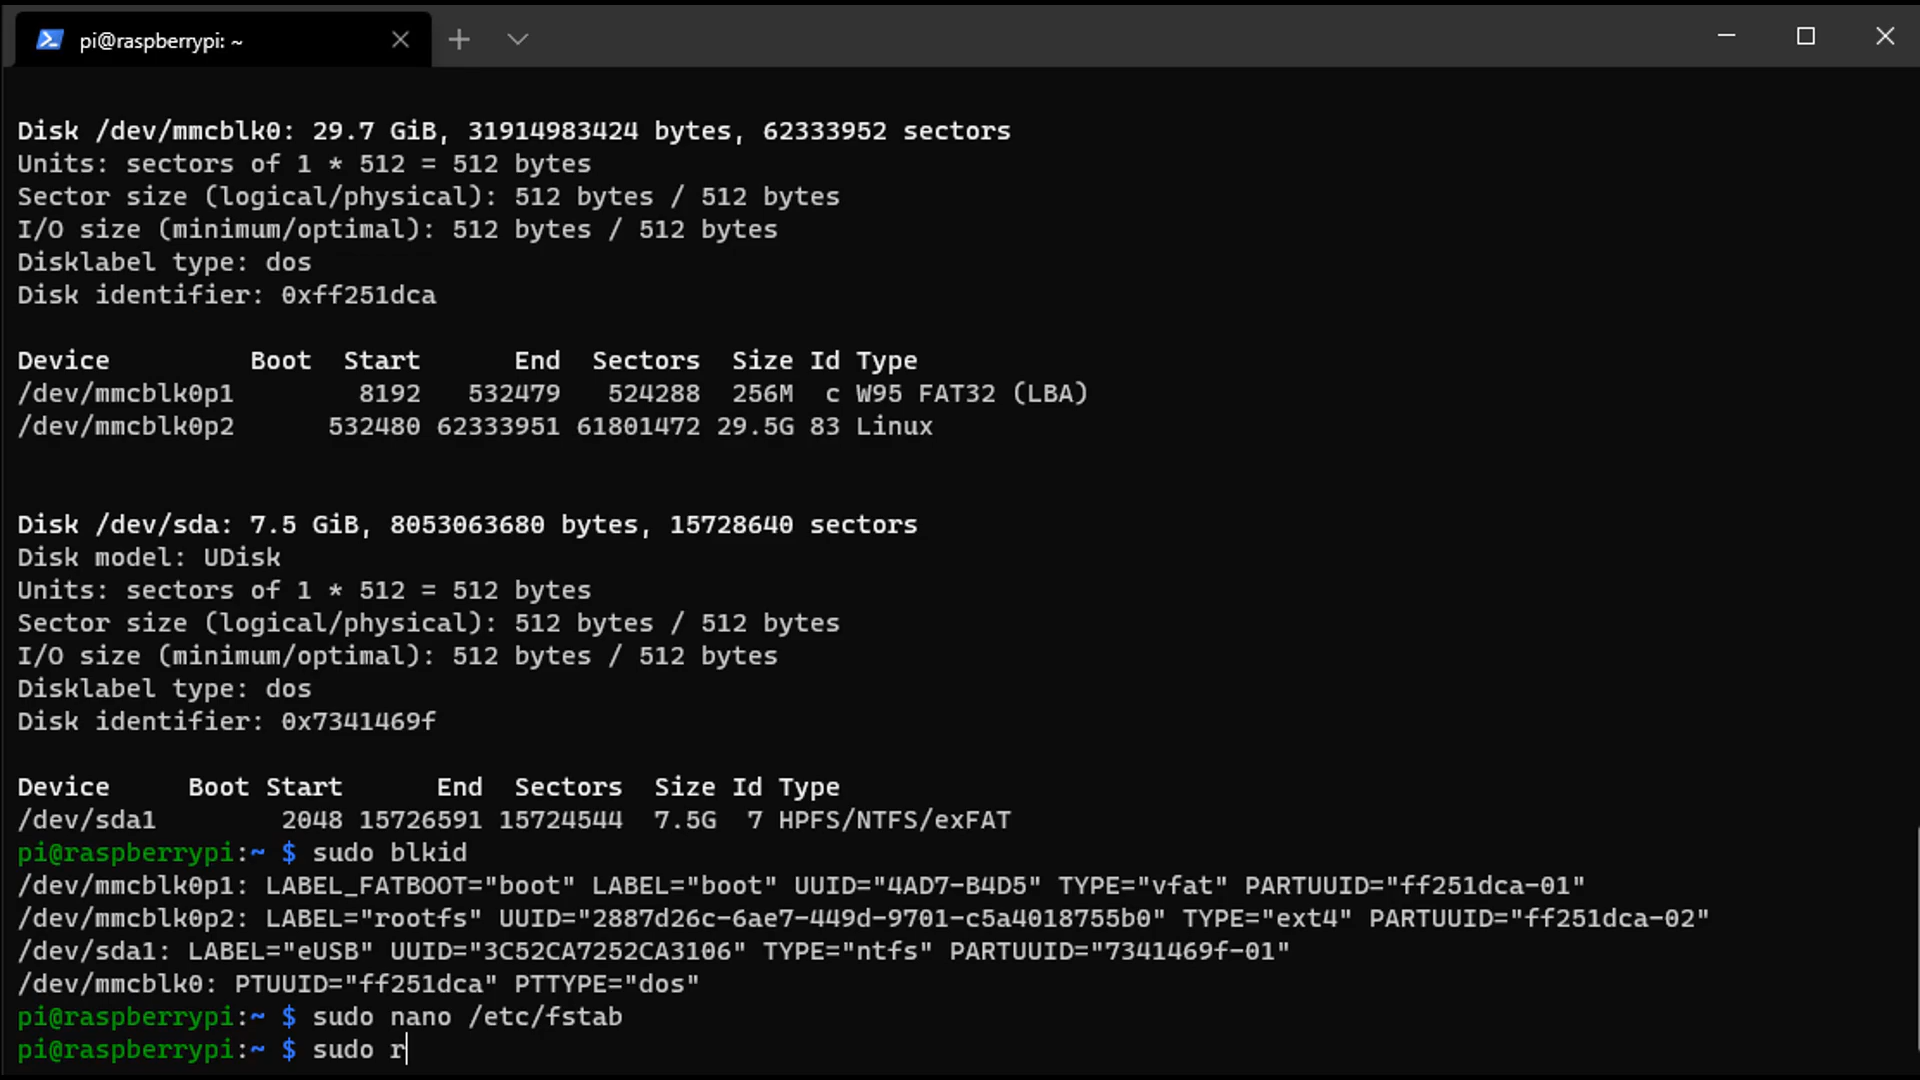 pi@raspberrypi: ~
Disk /dev/mmcblk0: 29.7 GiB, 31914983424 bytes, 62333952 sectors
Units: sectors of 1 * 512 = 512 bytes
Sector size (logical/physical): 512 bytes / 512 bytes
I/O size (minimum/optimal): 512 bytes / 512 bytes
Disklabel type: dos
Disk identifier: 0xff251dca
Device         Boot  Start      End  Sectors  Size Id Type
/dev/mmcblk0p1        8192   532479   524288  256M  c W95 FAT32 (LBA)
/dev/mmcblk0p2      532480 62333951 61801472 29.5G 83 Linux
Disk /dev/sda: 7.5 GiB, 8053063680 bytes, 15728640 sectors
Disk model: UDisk
Units: sectors of 1 * 512 = 512 bytes
Sector size (logical/physical): 512 bytes / 512 bytes
I/O size (minimum/optimal): 512 bytes / 512 bytes
Disklabel type: dos
Disk identifier: 0x7341469f
Device     Boot Start      End  Sectors  Size Id Type
/dev/sda1        2048 15726591 15724544  7.5G  7 HPFS/NTFS/exFAT
pi@raspberrypi:~ $ sudo blkid
/dev/mmcblk0p1: LABEL_FATBOOT="boot" LABEL="boot" UUID="4AD7-B4D5" TYPE="vfat" PARTUUID="ff251dca-01"
/dev/mmcblk0p2: LABEL="rootfs" UUID="2887d26c-6ae7-449d-9701-c5a4018755b0" TYPE="ext4" PARTUUID="ff251dca-02"
/dev/sda1: LABEL="eUSB" UUID="3C52CA7252CA3106" TYPE="ntfs" PARTUUID="7341469f-01"
/dev/mmcblk0: PTUUID="ff251dca" PTTYPE="dos"
pi@raspberrypi:~ $ sudo nano /etc/fstab
pi@raspberrypi:~ $ sudo r